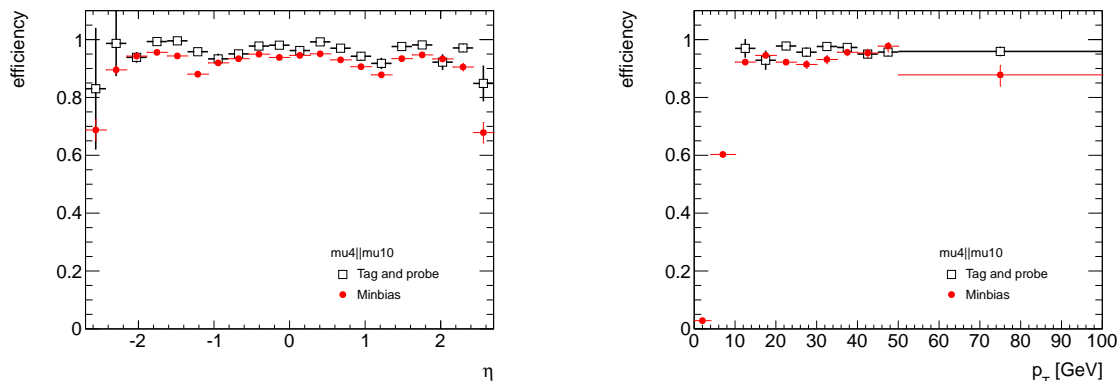 efficiency
1
0.8
0.6
0.4
0.2
0
mu4||mu10
Tag and probe
Minbias
-2 -1 0 1 2
η
efficiency
1
0.8
0.6
0.4
0.2
0
mu4||mu10
Tag and probe
Minbias
0 10 20 30 40 50 60 70 80 90 100
p_T [GeV]